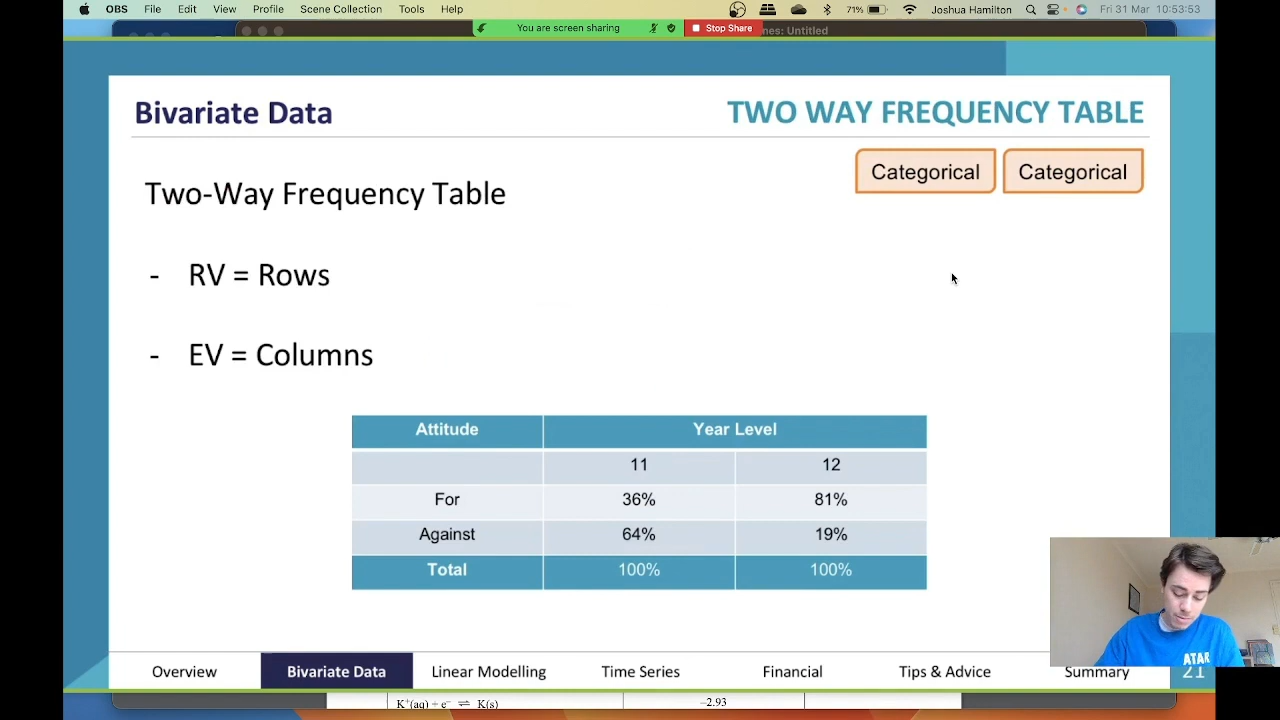 OBS File Edit View Profile Scene Collection Tools Help 71% Joshua Hamilton Fri 31 Mar 10:53:53
You are screen sharing Stop Share nes: Untitled
Bivariate Data TWO WAY FREQUENCY TABLE
Categorical Categorical
Two-Way Frequency Table
- RV = Rows
- EV = Columns
Attitude Year Level
11 12
For 36% 81%
Against 64% 19%
Total 100% 100%
ATAR
Overview Bivariate Data Linear Modelling Time Series Financial Tips & Advice Summary 21
K⁺(aq) + e⁻ ⇌ K(s) −2.93